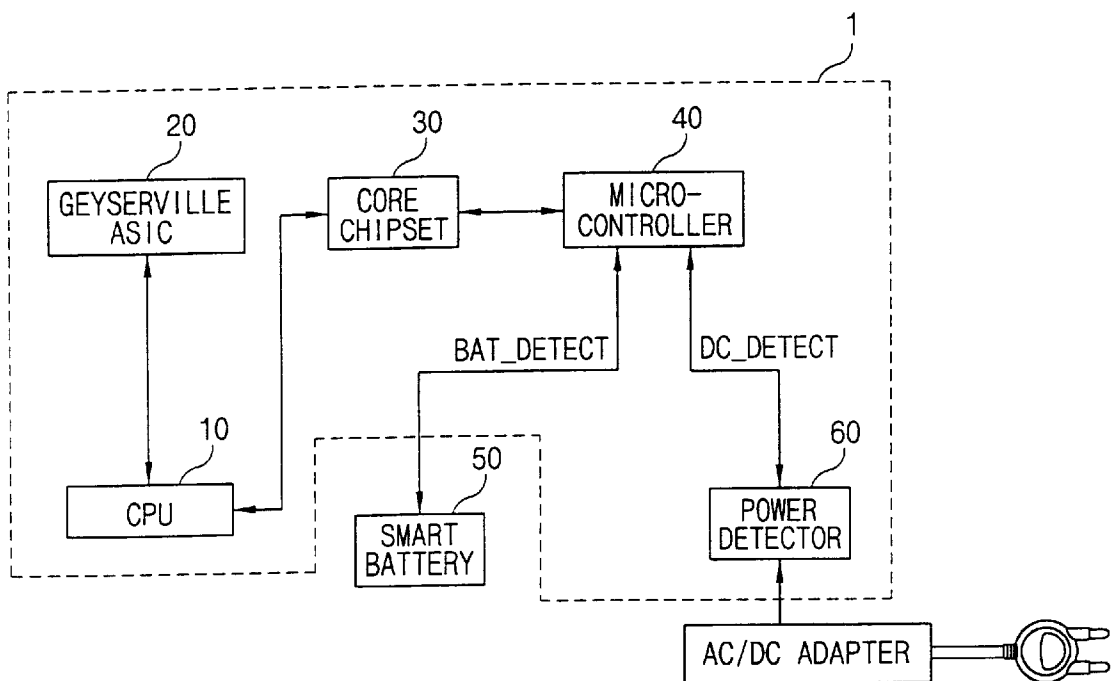 1
20
30
40
GEYSERVILLE
ASIC
CORE
CHIPSET
MICRO-
CONTROLLER
BAT_DETECT
DC_DETECT
10
50
60
CPU
SMART
BATTERY
POWER
DETECTOR
AC/DC ADAPTER